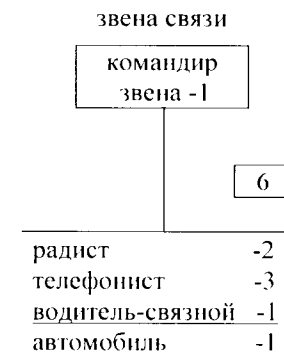 звена связи
командир
звена -1
6
радист -2
телефонист -3
водитель-связной -1
автомобиль -1